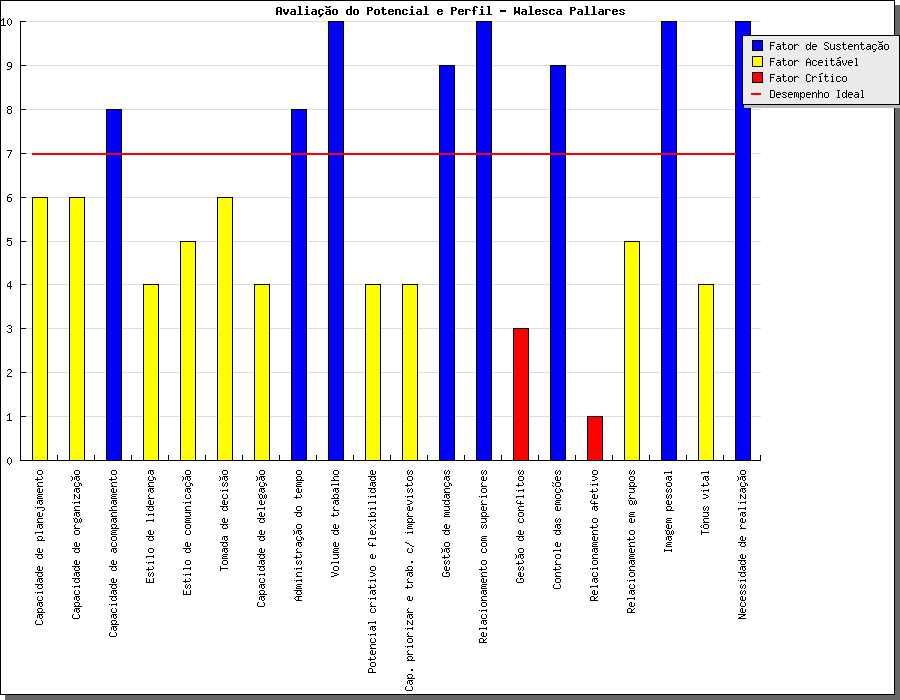 Avaliação do Potencial e Perfil - Walesca Pallares
10
9
8
7
6
5
4
3
2
1
0
Fator de Sustentação
Fator Aceitável
Fator Crítico
Desempenho Ideal
Capacidade de planejamento
Capacidade de organização
Capacidade de acompanhamento
Estilo de liderança
Estilo de comunicação
Tomada de decisão
Capacidade de delegação
Administração do tempo
Volume de trabalho
Potencial criativo e flexibilidade
Cap. priorizar e trab. c/ imprevistos
Gestão de mudanças
Relacionamento com superiores
Gestão de conflitos
Controle das emoções
Relacionamento afetivo
Relacionamento em grupos
Imagem pessoal
Tônus vital
Necessidade de realização